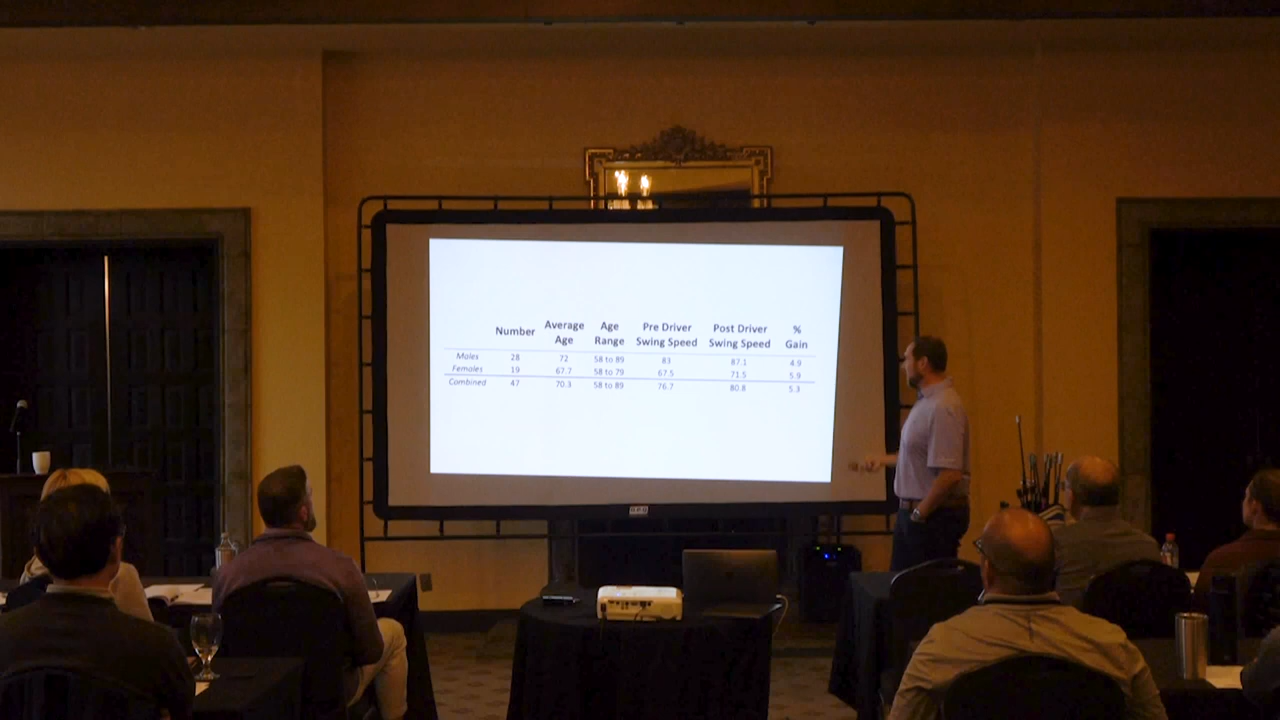 Number Average Age Age Range Pre Driver Swing Speed Post Driver Swing Speed % Gain
Males 28 72 58 to 89 83 87.1 4.9
Females 19 67.7 58 to 79 67.5 71.5 5.9
Combined 47 70.3 58 to 89 76.7 80.8 5.3